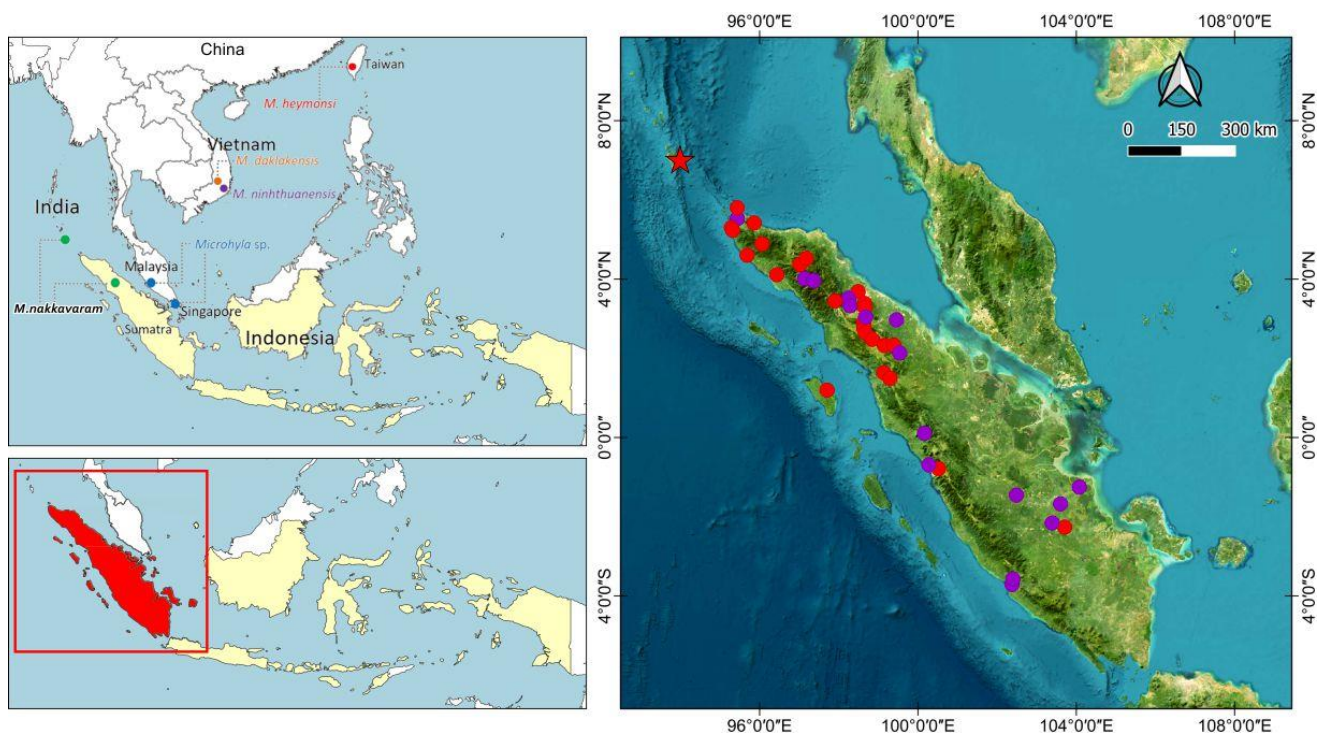 China
Taiwan
M. heymonsi
Vietnam
M. daklakensis
M. ninhthuanensis
India
Microhyla sp.
Malaysia
M.nakkavaram
Singapore
Sumatra
Indonesia
96°0'0"E 100°0'0"E 104°0'0"E 108°0'0"E
0 150 300 km
8°0'0"N
4°0'0"N
0°0'0"N
4°0'0"S
96°0'0"E 100°0'0"E 104°0'0"E 108°0'0"E